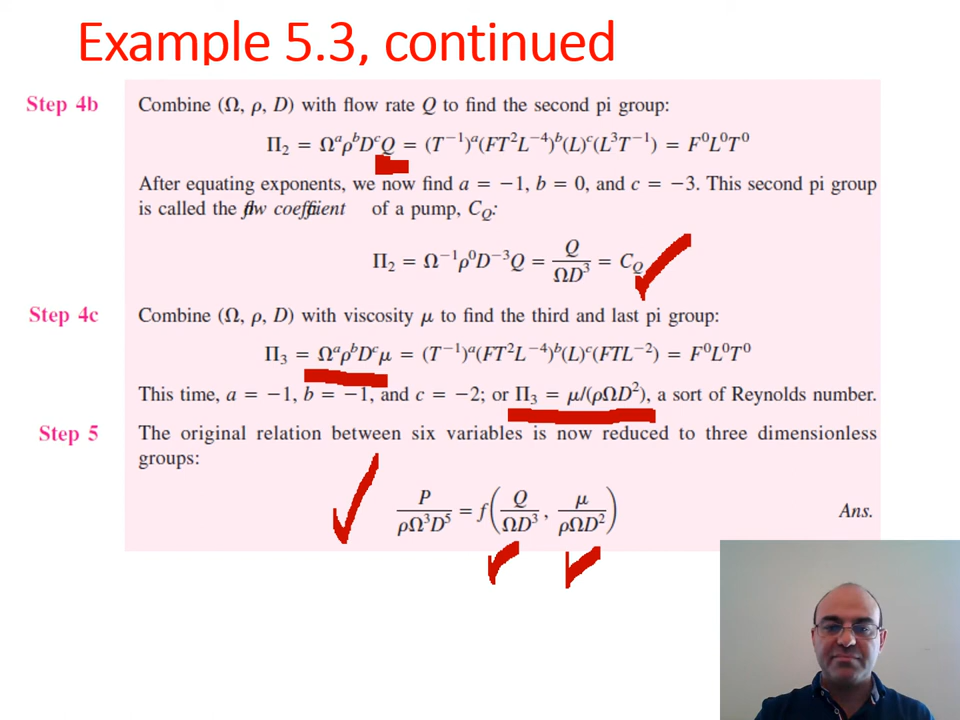 Example 5.3, continued
Step 4b Combine (Ω, ρ, D) with flow rate Q to find the second pi group:
Π₂ = ΩᵃρᵇDᶜQ = (T⁻¹)ᵃ(FT²L⁻⁴)ᵇ(L)ᶜ(L³T⁻¹) = F⁰L⁰T⁰
After equating exponents, we now find a = −1, b = 0, and c = −3. This second pi group
is called the flow coefficient of a pump, C_Q:
Π₂ = Ω⁻¹ρ⁰D⁻³Q = Q/ΩD³ = C_Q
Step 4c Combine (Ω, ρ, D) with viscosity μ to find the third and last pi group:
Π₃ = ΩᵃρᵇDᶜμ = (T⁻¹)ᵃ(FT²L⁻⁴)ᵇ(L)ᶜ(FTL⁻²) = F⁰L⁰T⁰
This time, a = −1, b = −1, and c = −2; or Π₃ = μ/(ρΩD²), a sort of Reynolds number.
Step 5 The original relation between six variables is now reduced to three dimensionless
groups:
P/ρΩ³D⁵ = f(Q/ΩD³, μ/ρΩD²) Ans.